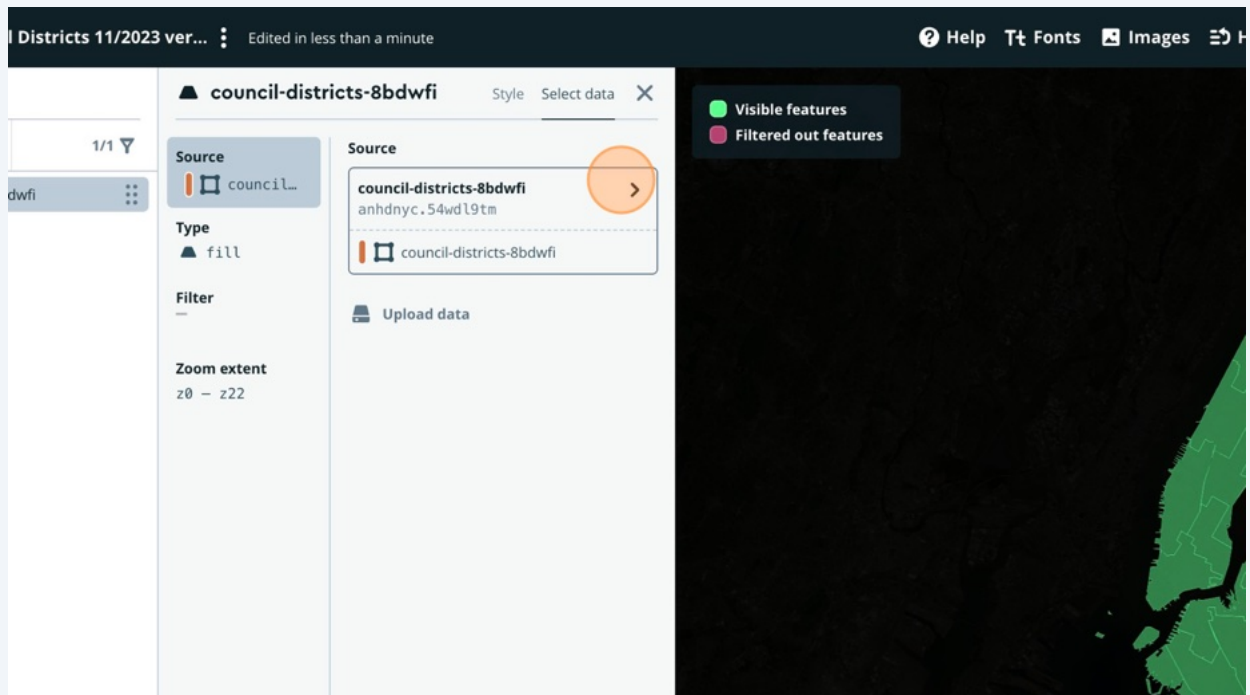 l Districts 11/2023 ver...
Edited in less than a minute
Help
Fonts
Images
H
council-districts-8bdwfi
Style
Select data
1/1
dwfi
Source
council…
Type
fill
Filter
—
Zoom extent
z0 – z22
Source
council-districts-8bdwfi
anhdnyc.54wdl9tm
council-districts-8bdwfi
Upload data
Visible features
Filtered out features